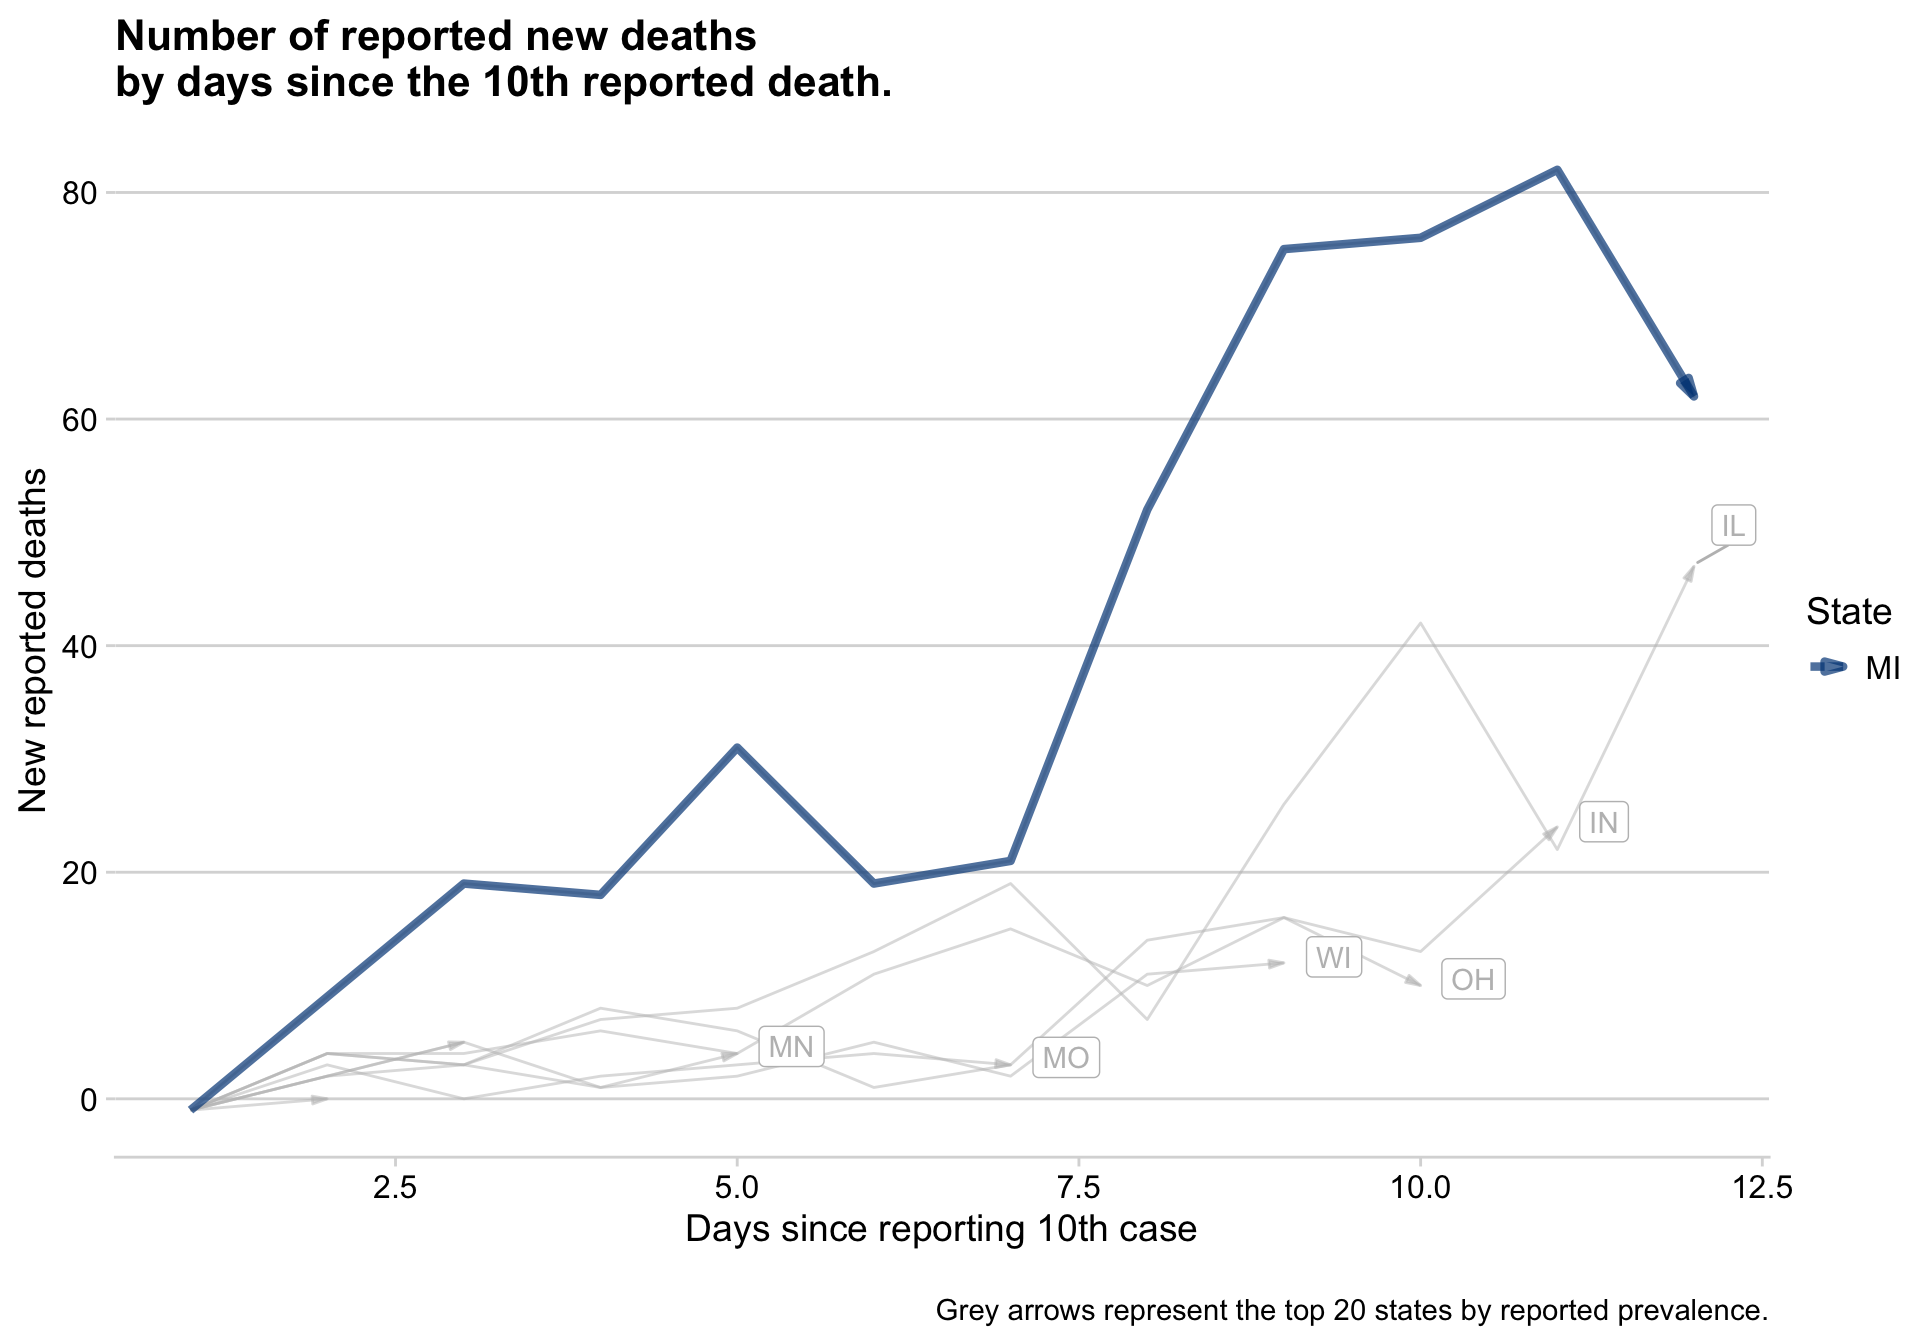 Number of reported new deaths
by days since the 10th reported death.
80
60
40
20
0
New reported deaths
IL
IN
WI
OH
MN
MO
State
MI
2.5
5.0
7.5
10.0
12.5
Days since reporting 10th case
Grey arrows represent the top 20 states by reported prevalence.